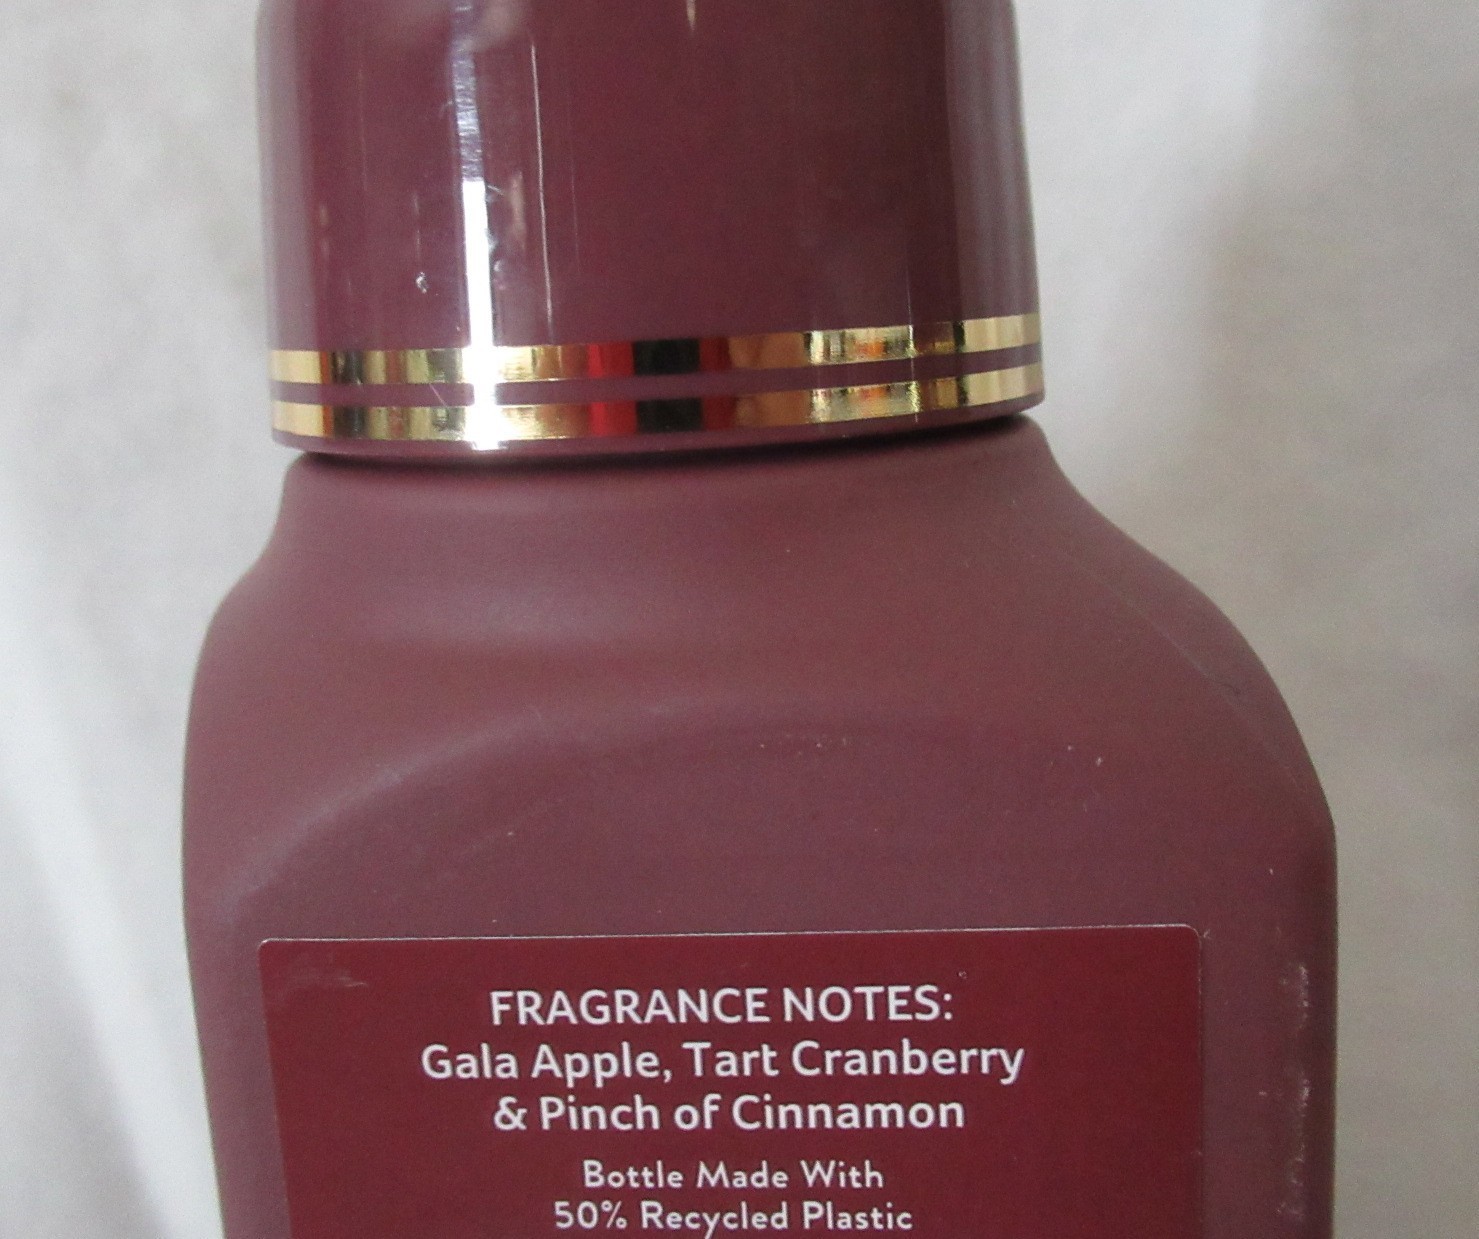 FRAGRANCE NOTES:
Gala Apple, Tart Cranberry
& Pinch of Cinnamon
Bottle Made With
50% Recycled Plastic